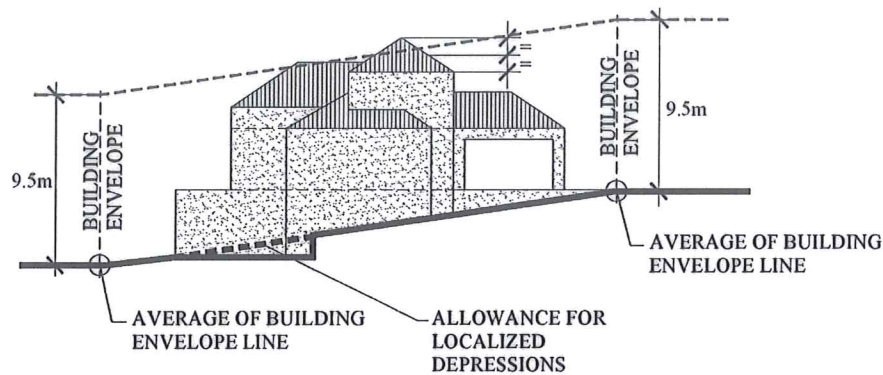 =
=
9.5m
BUILDING
ENVELOPE
BUILDING
ENVELOPE
9.5m
AVERAGE OF BUILDING
ENVELOPE LINE
AVERAGE OF BUILDING
ENVELOPE LINE
ALLOWANCE FOR
LOCALIZED
DEPRESSIONS